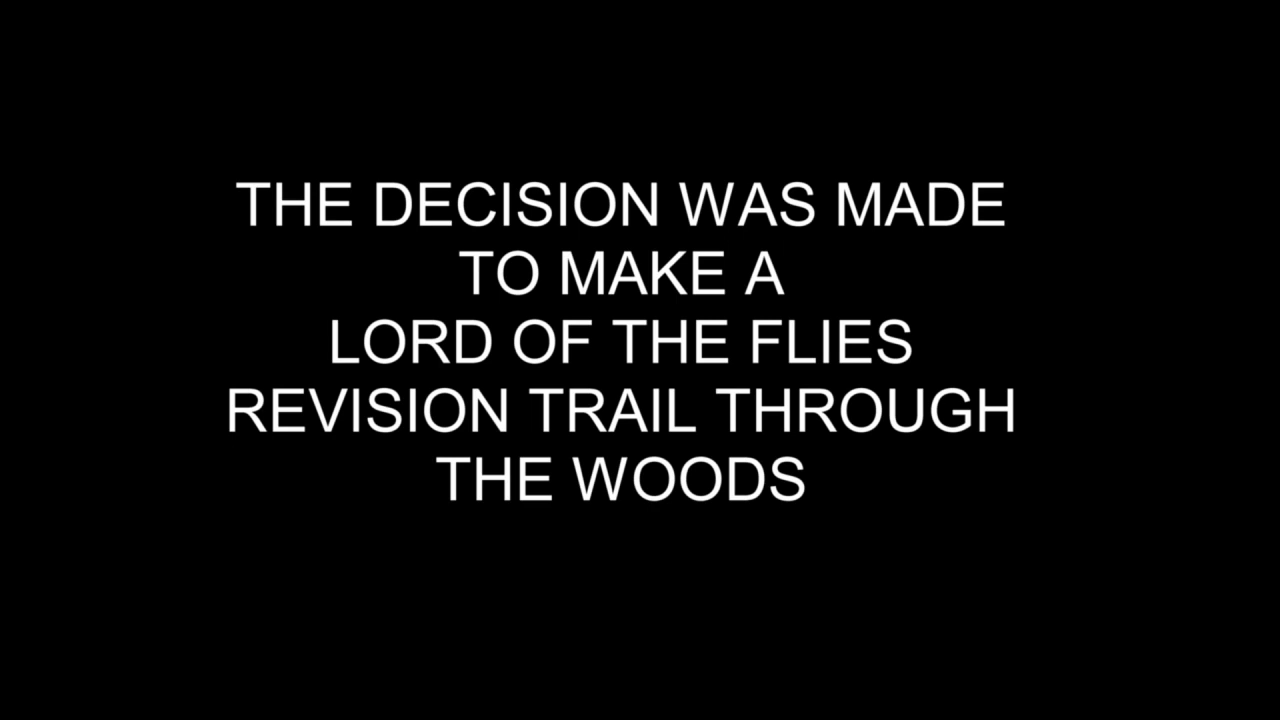 THE DECISION WAS MADE
TO MAKE A
LORD OF THE FLIES
REVISION TRAIL THROUGH
THE WOODS